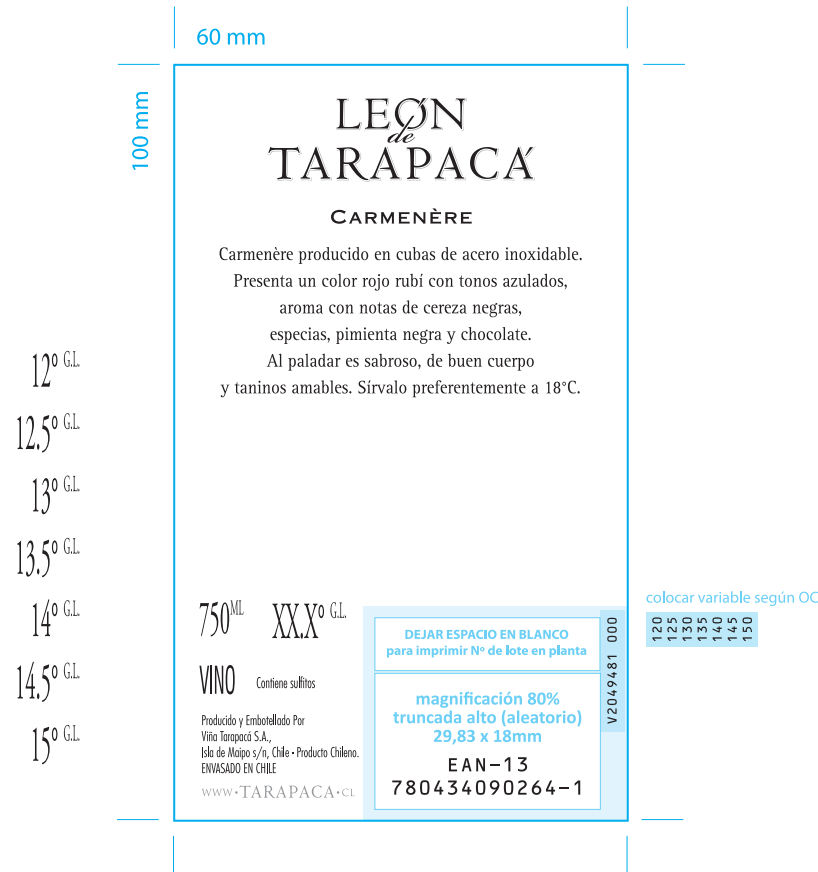 60 mm
100 mm
LEÓN
de
TARAPACÁ
CARMENÈRE
Carmenère producido en cubas de acero inoxidable.
Presenta un color rojo rubí con tonos azulados,
aroma con notas de cereza negras,
especias, pimienta negra y chocolate.
Al paladar es sabroso, de buen cuerpo
y taninos amables. Sírvalo preferentemente a 18°C.
12° G.L.
12.5° G.L.
13° G.L.
13.5° G.L.
14° G.L.
14.5° G.L.
15° G.L.
750 ML XX.X° G.L.
VINO Contiene sulfitos
Producido y Embotellado Por
Viña Tarapacá S.A.,
Isla de Maipo s/n, Chile • Producto Chileno.
ENVASADO EN CHILE
WWW•TARAPACA•CL
DEJAR ESPACIO EN BLANCO
para imprimir Nº de lote en planta
magnificación 80%
truncada alto (aleatorio)
29,83 x 18mm
EAN-13
780434090264-1
V2049481 000
colocar variable según OC
120
125
130
135
140
145
150